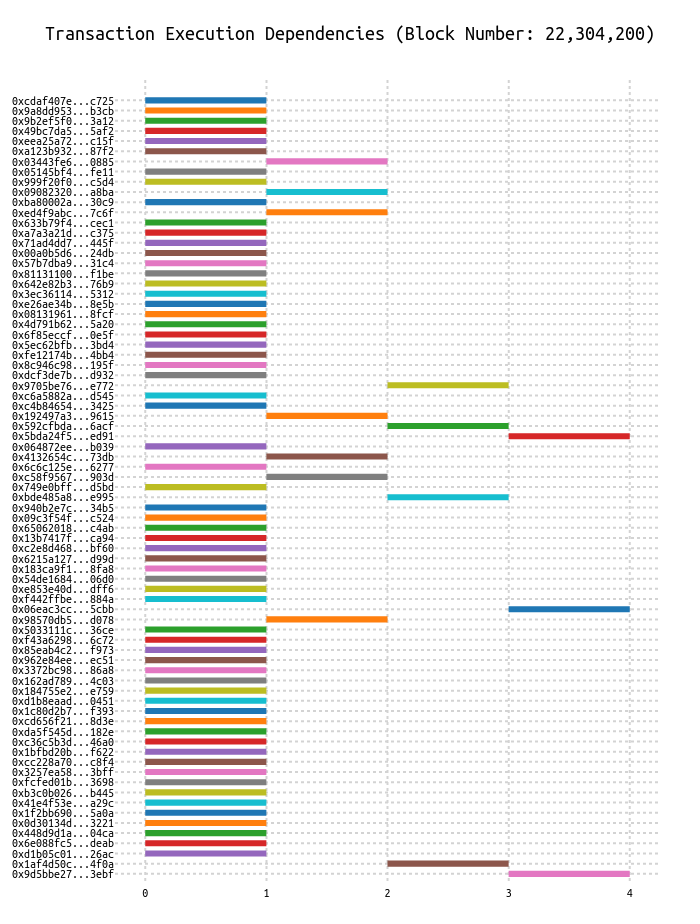 Transaction Execution Dependencies (Block Number: 22,304,200)
0xcdaf407e...c725
0x9a8dd953...b3cb
0x9b2ef5f0...3a12
0x49bc7da5...5af2
0xeea25a72...c15f
0xa123b932...87f2
0x03443fe6...0885
0x05145bf4...fe11
0x999f20f0...c5d4
0x09082320...a8ba
0xba80002a...30c9
0xed4f9abc...7c6f
0x633b79f4...cec1
0xa7a3a21d...c375
0x71ad4dd7...445f
0x00a0b5d6...24db
0x57b7dba9...31c4
0x81131100...f1be
0x642e82b3...76b9
0x3ec36114...5312
0xe26ae34b...8e5b
0x08131961...8fcf
0x4d791b62...5a20
0x6f85eccf...0e5f
0x5ec62bfb...3bd4
0xfe12174b...4bb4
0x8c946c98...195f
0xdcf3de7b...d932
0x9705be76...e772
0xc6a5882a...d545
0xc4b84654...3425
0x192497a3...9615
0x592cfbda...6acf
0x5bda24f5...ed91
0x064872ee...b039
0x4132654c...73db
0x6c6c125e...6277
0xc58f9567...903d
0x749e0bff...d5bd
0xbde485a8...e995
0x940b2e7c...34b5
0x09c3f54f...c524
0x65062018...c4ab
0x13b7417f...ca94
0xc2e8d468...bf60
0x6215a127...d99d
0x183ca9f1...8fa8
0x54de1684...06d0
0xe853e40d...dff6
0xf442ffbe...884a
0x06eac3cc...5cbb
0x98570db5...d078
0x5033111c...36ce
0xf43a6298...6c72
0x85eab4c2...f973
0x962e84ee...ec51
0x3372bc98...86a8
0x162ad789...4c03
0x184755e2...e759
0xd1b8eaad...0451
0x1c80d2b7...f393
0xcd656f21...8d3e
0xda5f545d...182e
0xc36c5b3d...46a0
0x1bfbd20b...f622
0xcc228a70...c8f4
0x3257ea58...3bff
0xfcfed01b...3698
0xb3c0b026...b445
0x41e4f53e...a29c
0x1f2bb690...5a0a
0x0d30134d...3221
0x448d9d1a...04ca
0x6e088fc5...deab
0xd1b05c01...26ac
0x1af4d50c...4f0a
0x9d5bbe27...3ebf
0 1 2 3 4